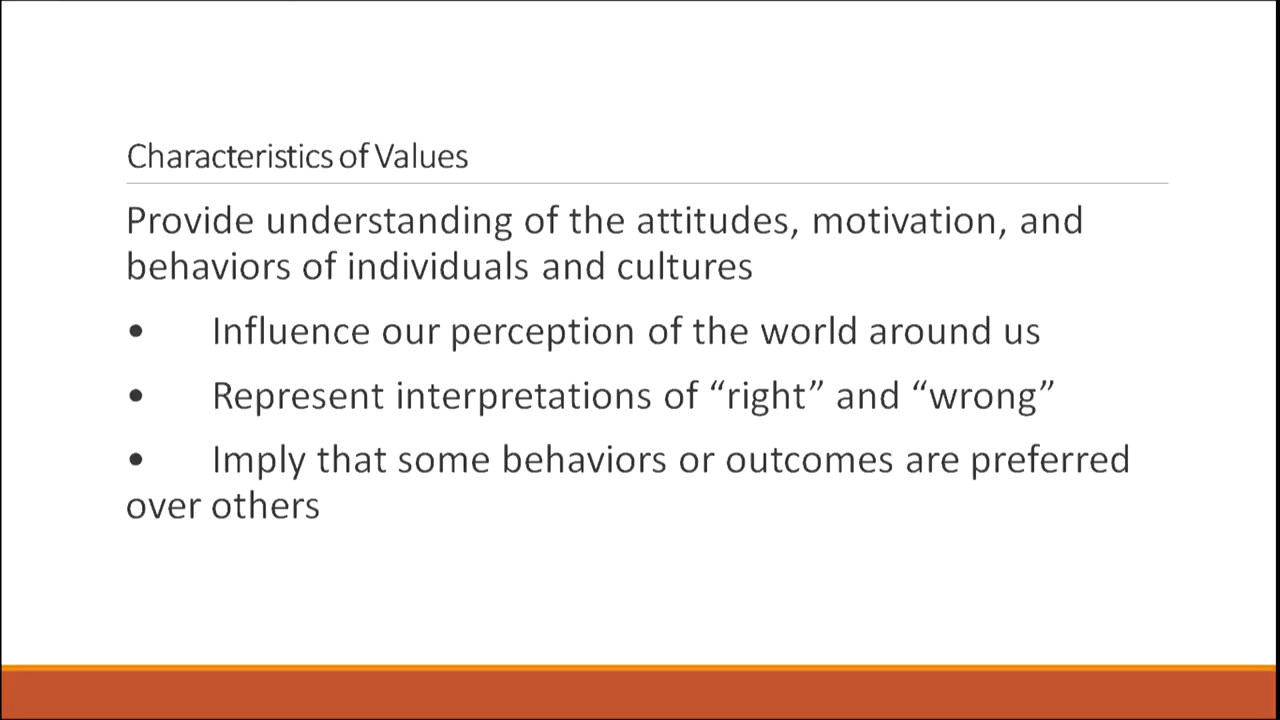 Characteristics of Values
Provide understanding of the attitudes, motivation, and
behaviors of individuals and cultures
• Influence our perception of the world around us
• Represent interpretations of “right” and “wrong”
• Imply that some behaviors or outcomes are preferred
over others